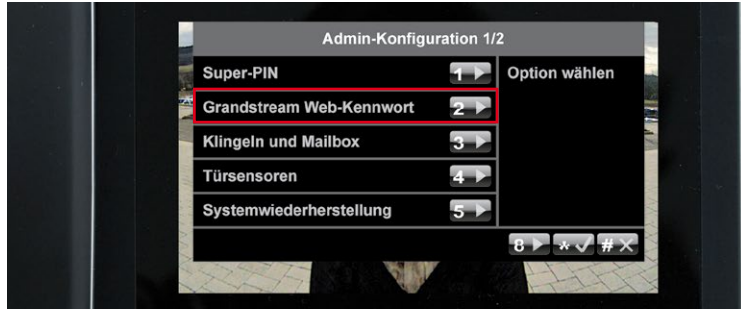 Admin-Konfiguration 1/2
Super-PIN 1 Option wählen
Grandstream Web-Kennwort 2
Klingeln und Mailbox 3
Türsensoren 4
Systemwiederherstellung 5
8 * #